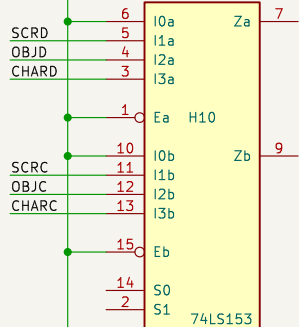 6 I0a Za 7
SCRD 5 I1a
OBJD 4 I2a
CHARD 3 I3a
1 Ea H10
10 I0b Zb 9
SCRC 11 I1b
OBJC 12 I2b
CHARC 13 I3b
15 Eb
14 S0
2 S1
74LS153